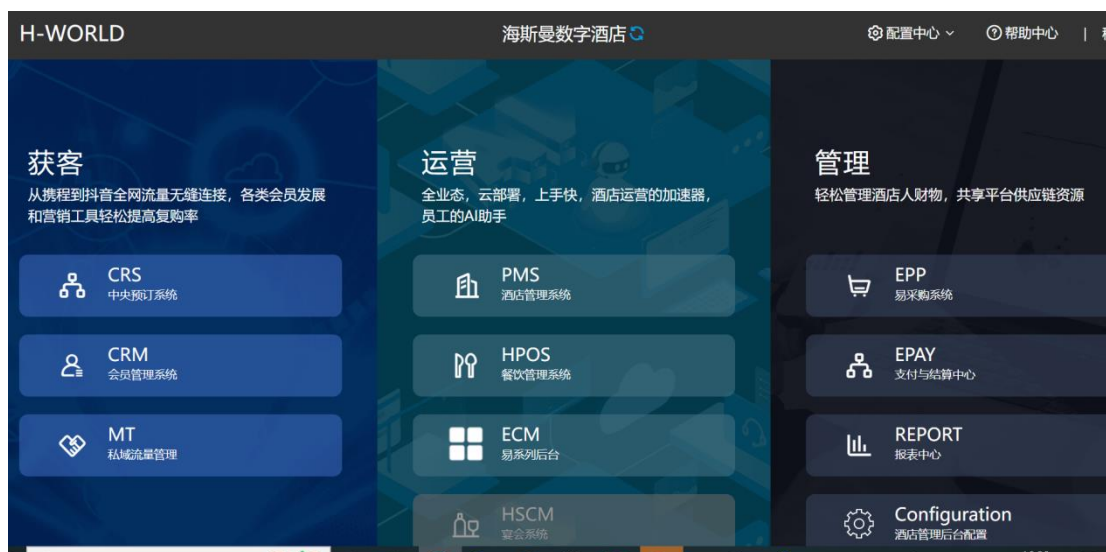 H-WORLD
海斯曼数字酒店
配置中心
帮助中心
|
获客
从携程到抖音全网流量无缝连接，各类会员发展
和营销工具轻松提高复购率
CRS
中央预订系统
CRM
会员管理系统
MT
私域流量管理
运营
全业态，云部署，上手快，酒店运营的加速器，
员工的AI助手
PMS
酒店管理系统
HPOS
餐饮管理系统
ECM
易系列后台
HSCM
宴会系统
管理
轻松管理酒店人财物，共享平台供应链资源
EPP
易采购系统
EPAY
支付与结算中心
REPORT
报表中心
Configuration
酒店管理后台配置